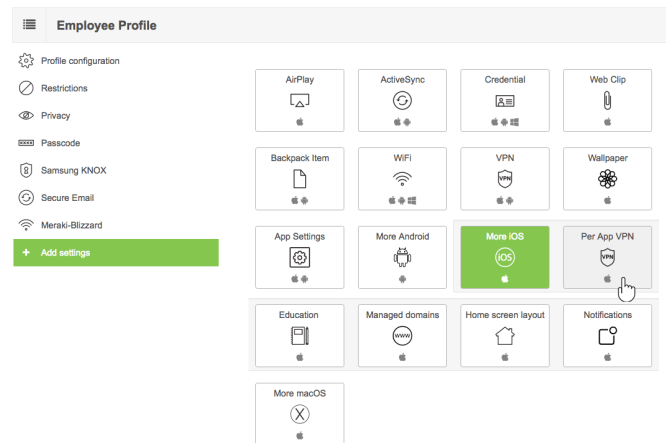 Employee Profile
Profile configuration
Restrictions
Privacy
Passcode
Samsung KNOX
Secure Email
Meraki-Blizzard
+ Add settings
AirPlay
ActiveSync
Credential
Web Clip
Backpack Item
WiFi
VPN
VPN
Wallpaper
App Settings
More Android
More iOS
iOS
Per App VPN
VPN
Education
Managed domains
www
Home screen layout
Notifications
More macOS
X